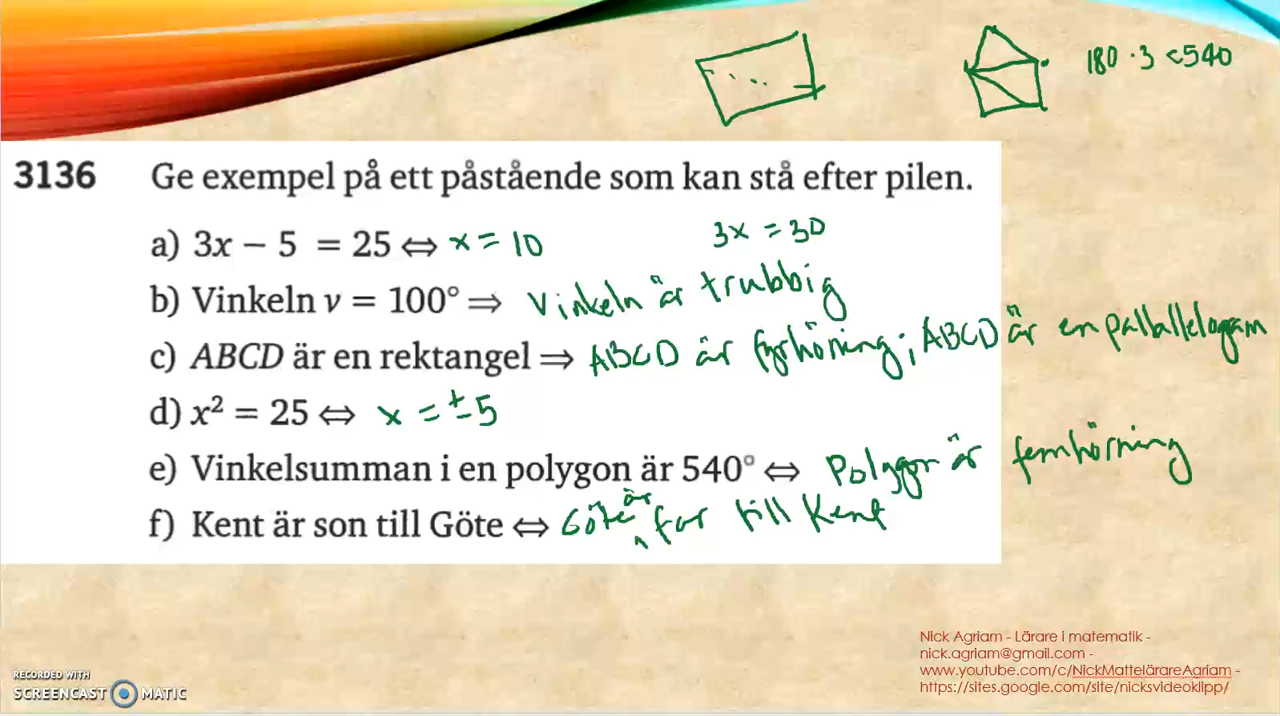 180 · 3 < 540
3136 Ge exempel på ett påstående som kan stå efter pilen.
3x = 30
a) 3x − 5 = 25 ⇔ x = 10
b) Vinkeln v = 100° ⇒ Vinkeln är trubbig
c) ABCD är en rektangel ⇒ ABCD är fyrhörning; ABCD är en pallallelogam
d) x² = 25 ⇔ x = ±5
e) Vinkelsumman i en polygon är 540° ⇔ Polygon är femhörning
f) Kent är son till Göte ⇔ Göte är far till Kent
Nick Agriam - Lärare i matematik -
nick.agriam@gmail.com -
www.youtube.com/c/NickMattelärareAgriam -
https://sites.google.com/site/nicksvideoklipp/
RECORDED WITH
SCREENCAST MATIC